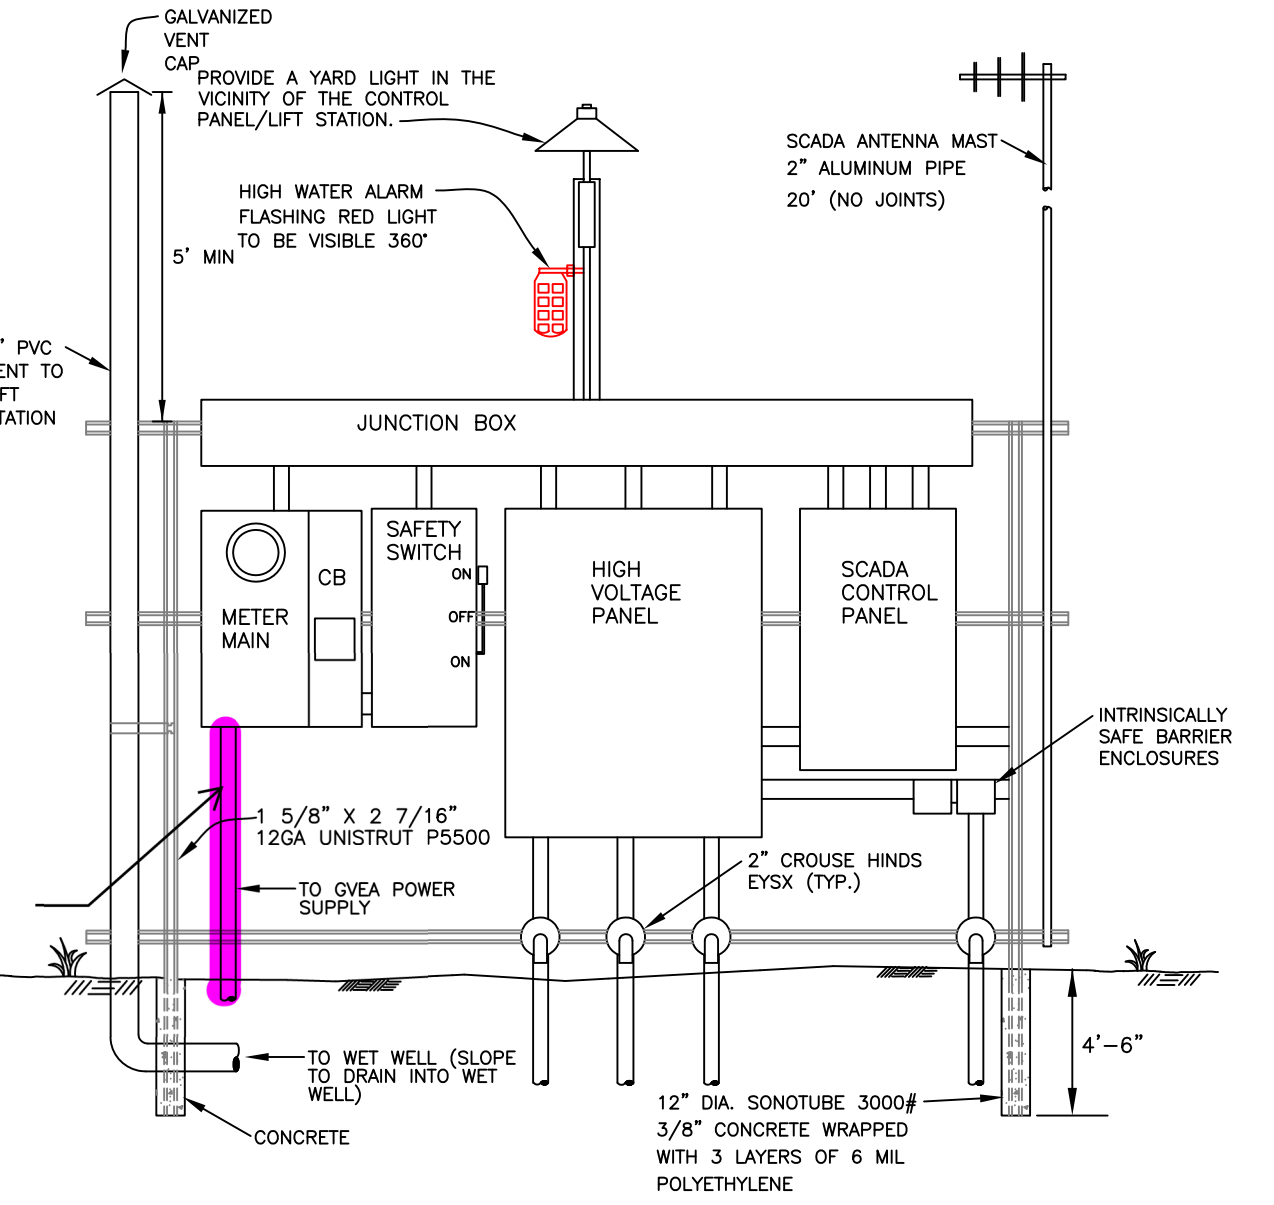 GALVANIZED
VENT
CAP
PROVIDE A YARD LIGHT IN THE
VICINITY OF THE CONTROL
PANEL/LIFT STATION.
SCADA ANTENNA MAST
2" ALUMINUM PIPE
20' (NO JOINTS)
HIGH WATER ALARM
FLASHING RED LIGHT
TO BE VISIBLE 360°
5' MIN
" PVC
ENT TO
FT
TATION
JUNCTION BOX
METER
MAIN
CB
SAFETY
SWITCH
ON
OFF
ON
HIGH
VOLTAGE
PANEL
SCADA
CONTROL
PANEL
INTRINSICALLY
SAFE BARRIER
ENCLOSURES
1 5/8" X 2 7/16"
12GA UNISTRUT P5500
2" CROUSE HINDS
EYSX (TYP.)
TO GVEA POWER
SUPPLY
4'-6"
TO WET WELL (SLOPE
TO DRAIN INTO WET
WELL)
CONCRETE
12" DIA. SONOTUBE 3000#
3/8" CONCRETE WRAPPED
WITH 3 LAYERS OF 6 MIL
POLYETHYLENE